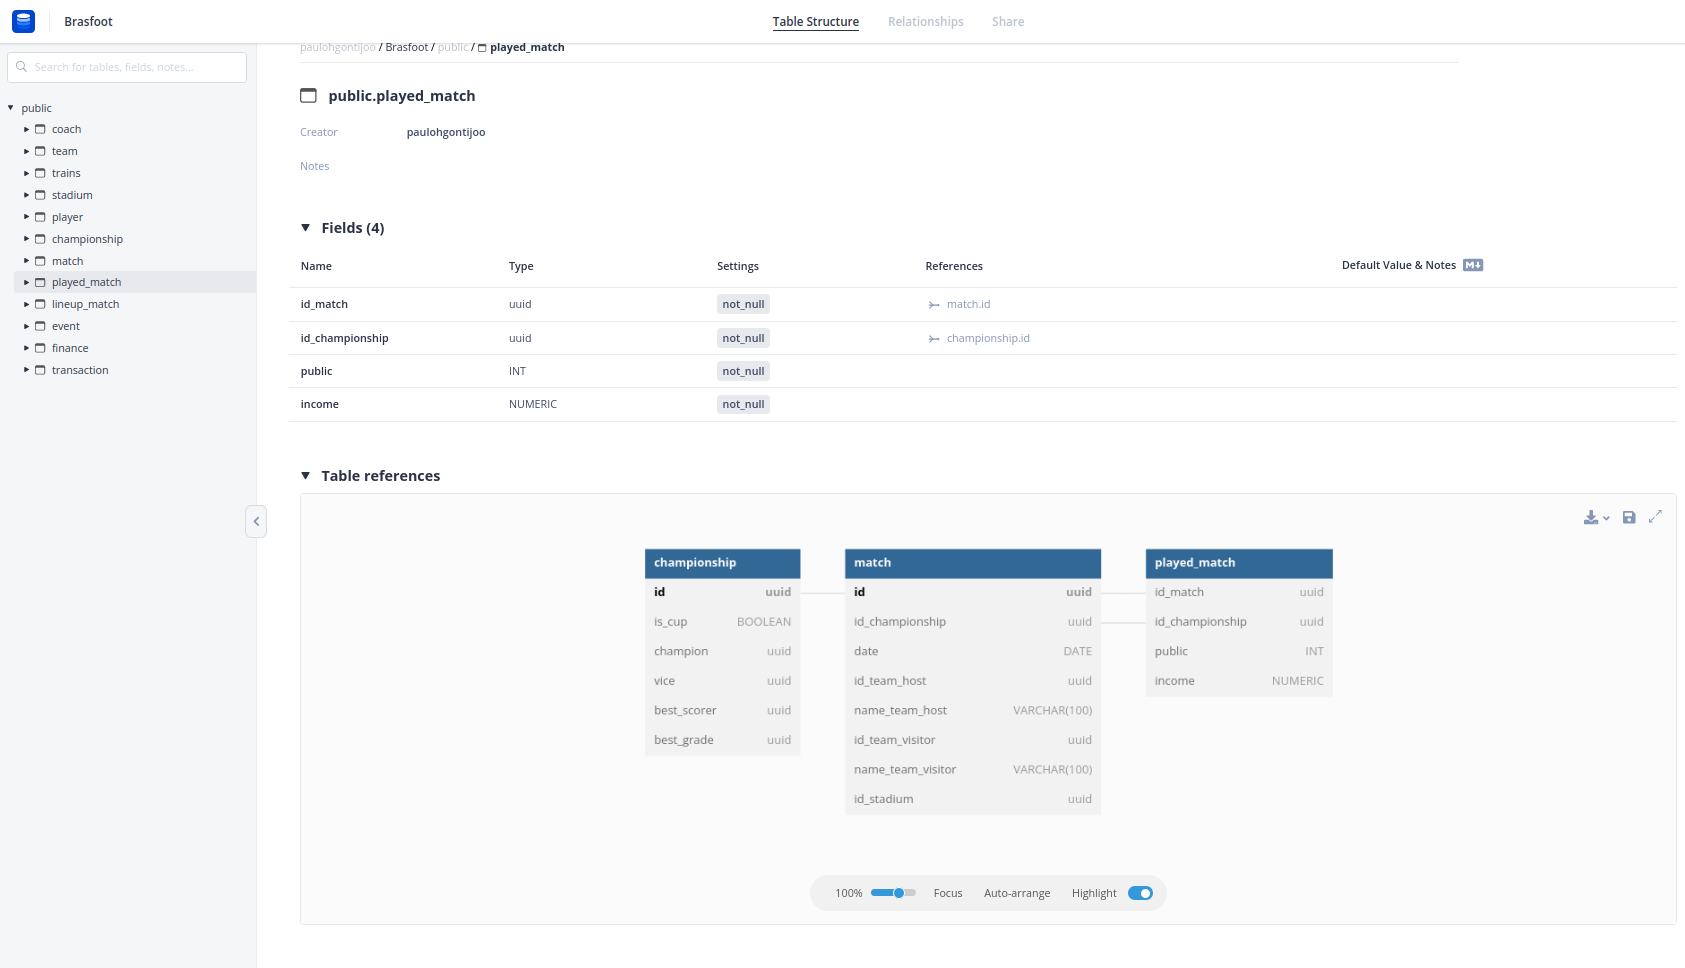 Brasfoot
Table Structure
Relationships
Share
Search for tables, fields, notes...
public
coach
team
trains
stadium
player
championship
match
played_match
lineup_match
event
finance
transaction
paulohgontijoo / Brasfoot / public / played_match
public.played_match
Creator paulohgontijoo
Notes
Fields (4)
Name Type Settings References Default Value & Notes M↓
id_match uuid not_null match.id
id_championship uuid not_null championship.id
public INT not_null
income NUMERIC not_null
Table references
championship
id uuid
is_cup BOOLEAN
champion uuid
vice uuid
best_scorer uuid
best_grade uuid
match
id uuid
id_championship uuid
date DATE
id_team_host uuid
name_team_host VARCHAR(100)
id_team_visitor uuid
name_team_visitor VARCHAR(100)
id_stadium uuid
played_match
id_match uuid
id_championship uuid
public INT
income NUMERIC
100% Focus Auto-arrange Highlight